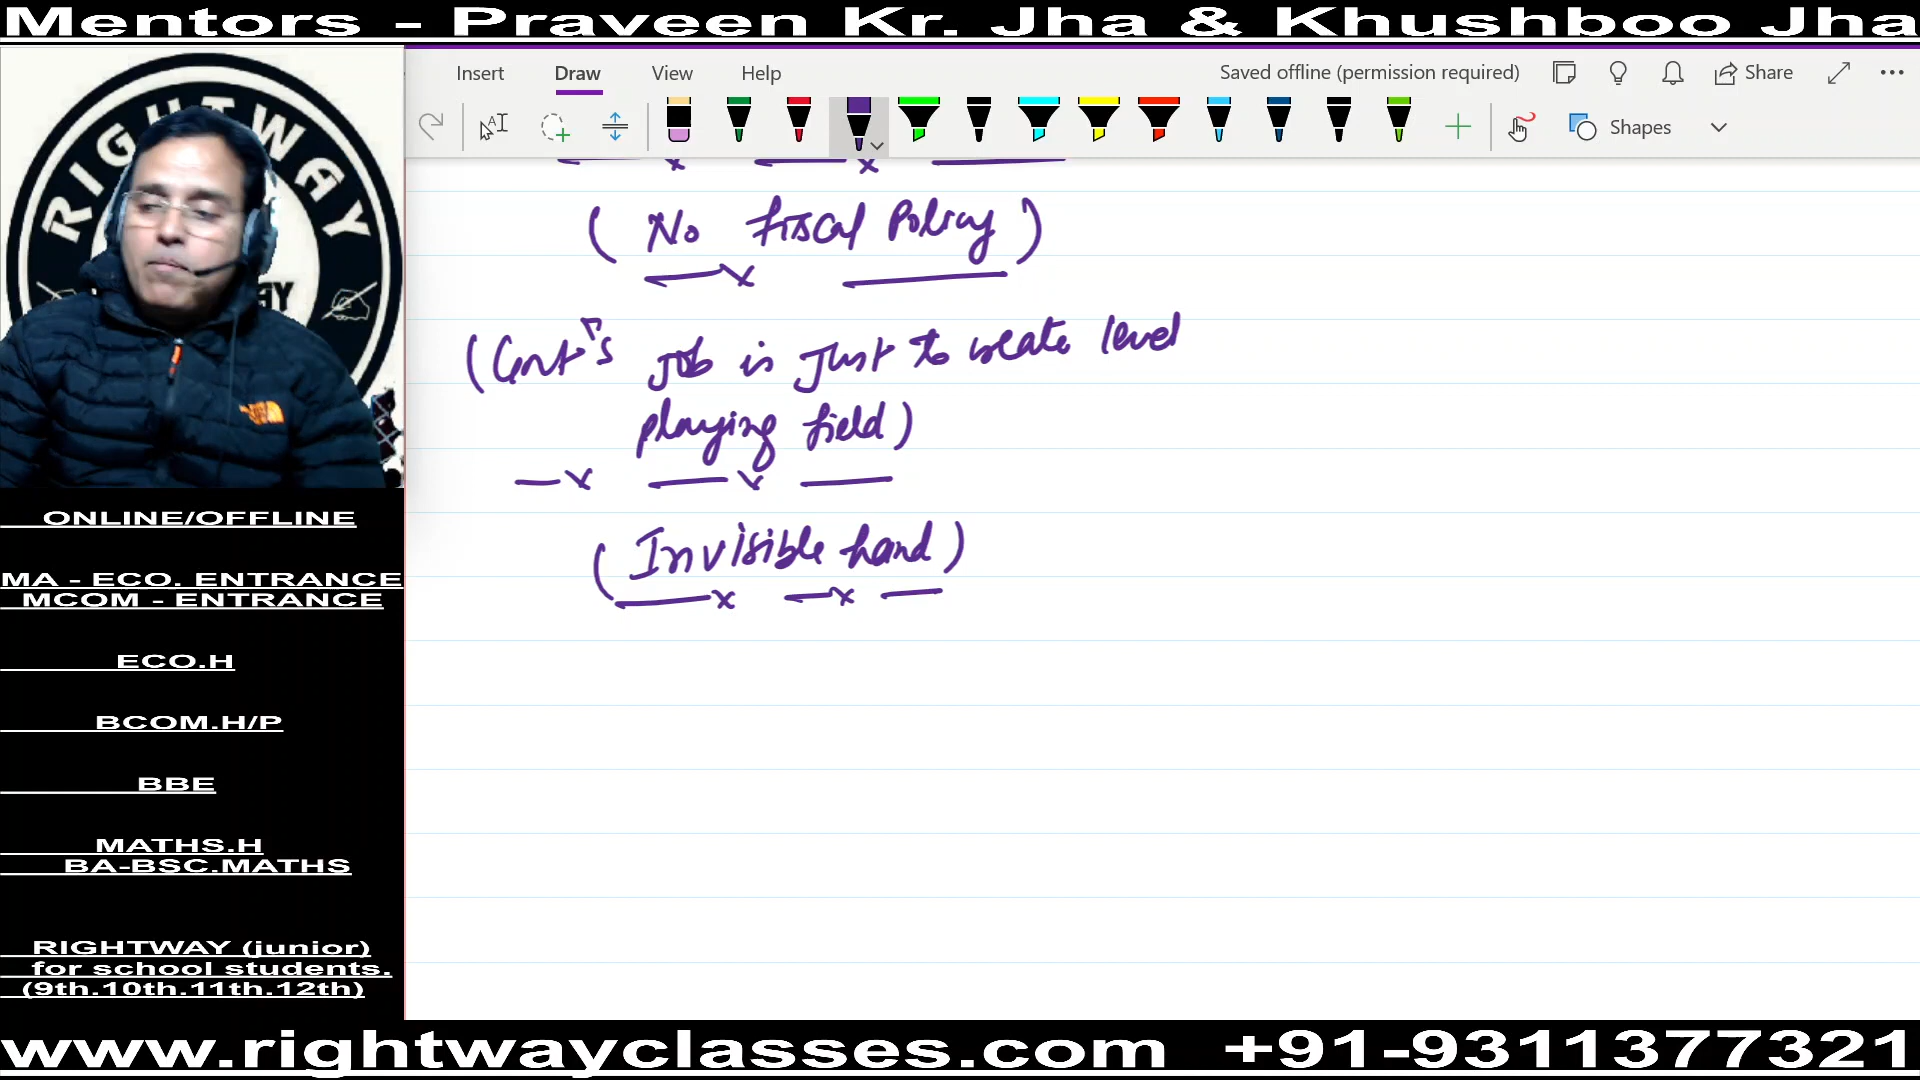 Mentors - Praveen Kr. Jha & Khushboo Jha
Insert Draw View Help Saved offline (permission required) Share
Shapes
RIGHTWAY
( No fiscal Policy )
(Govt's Job is Just to create level
playing field)
( Invisible hand )
ONLINE/OFFLINE
MA - ECO. ENTRANCE
MCOM - ENTRANCE
ECO.H
BCOM.H/P
BBE
MATHS.H
BA-BSC.MATHS
RIGHTWAY (junior)
for school students.
(9th.10th.11th.12th)
www.rightwayclasses.com +91-9311377321